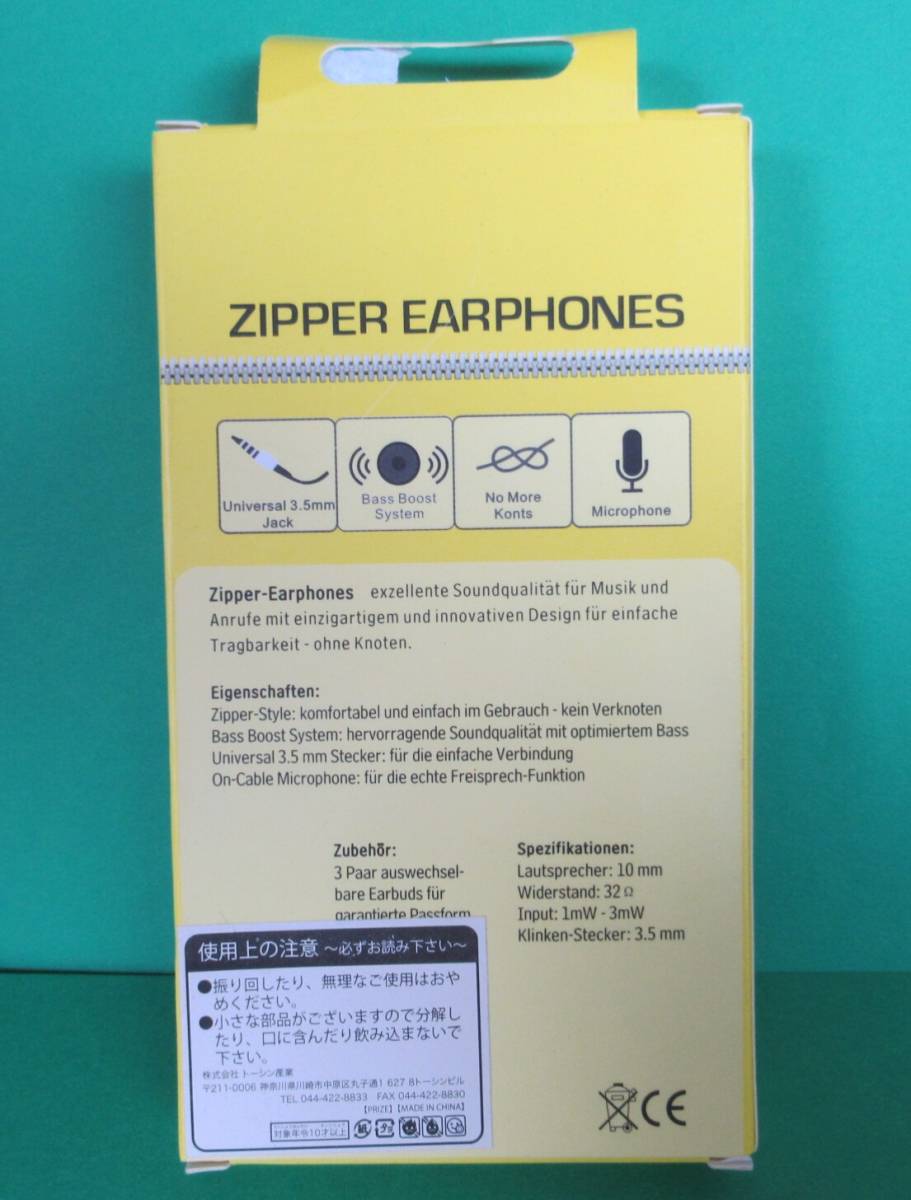 ZIPPER EARPHONES
Universal 3.5mm
Jack
Bass Boost
System
No More
Konts
Microphone
Zipper-Earphones exzellente Soundqualität für Musik und
Anrufe mit einzigartigem und innovativen Design für einfache
Tragbarkeit - ohne Knoten.
Eigenschaften:
Zipper-Style: komfortabel und einfach im Gebrauch - kein Verknoten
Bass Boost System: hervorragende Soundqualität mit optimiertem Bass
Universal 3.5 mm Stecker: für die einfache Verbindung
On-Cable Microphone: für die echte Freisprech-Funktion
Zubehör:
3 Paar auswechsel-
bare Earbuds für
garantierte Passform
Spezifikationen:
Lautsprecher: 10 mm
Widerstand: 32 Ω
Input: 1mW - 3mW
Klinken-Stecker: 3.5 mm
使用上の注意 ～必ずお読み下さい～
●振り回したり、無理なご使用はおや
めください。
●小さな部品がございますので分解し
たり、口に含んだり飲み込まないで
下さい。
株式会社 トーシン産業
〒211-0006 神奈川県川崎市中原区丸子通1 627 8トーシンビル
TEL 044-422-8833 FAX 044-422-8830
【PRIZE】【MADE IN CHINA】
対象年令10才以上
CE